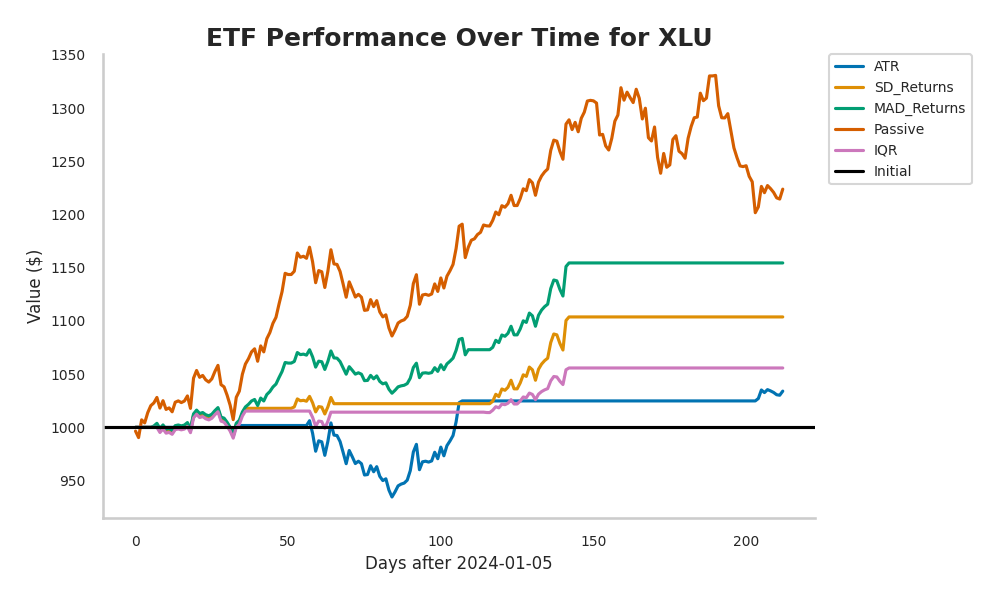 ETF Performance Over Time for XLU
1350
1300
1250
1200
1150
1100
1050
1000
950
Value ($)
0
50
100
150
200
Days after 2024-01-05
ATR
SD_Returns
MAD_Returns
Passive
IQR
Initial